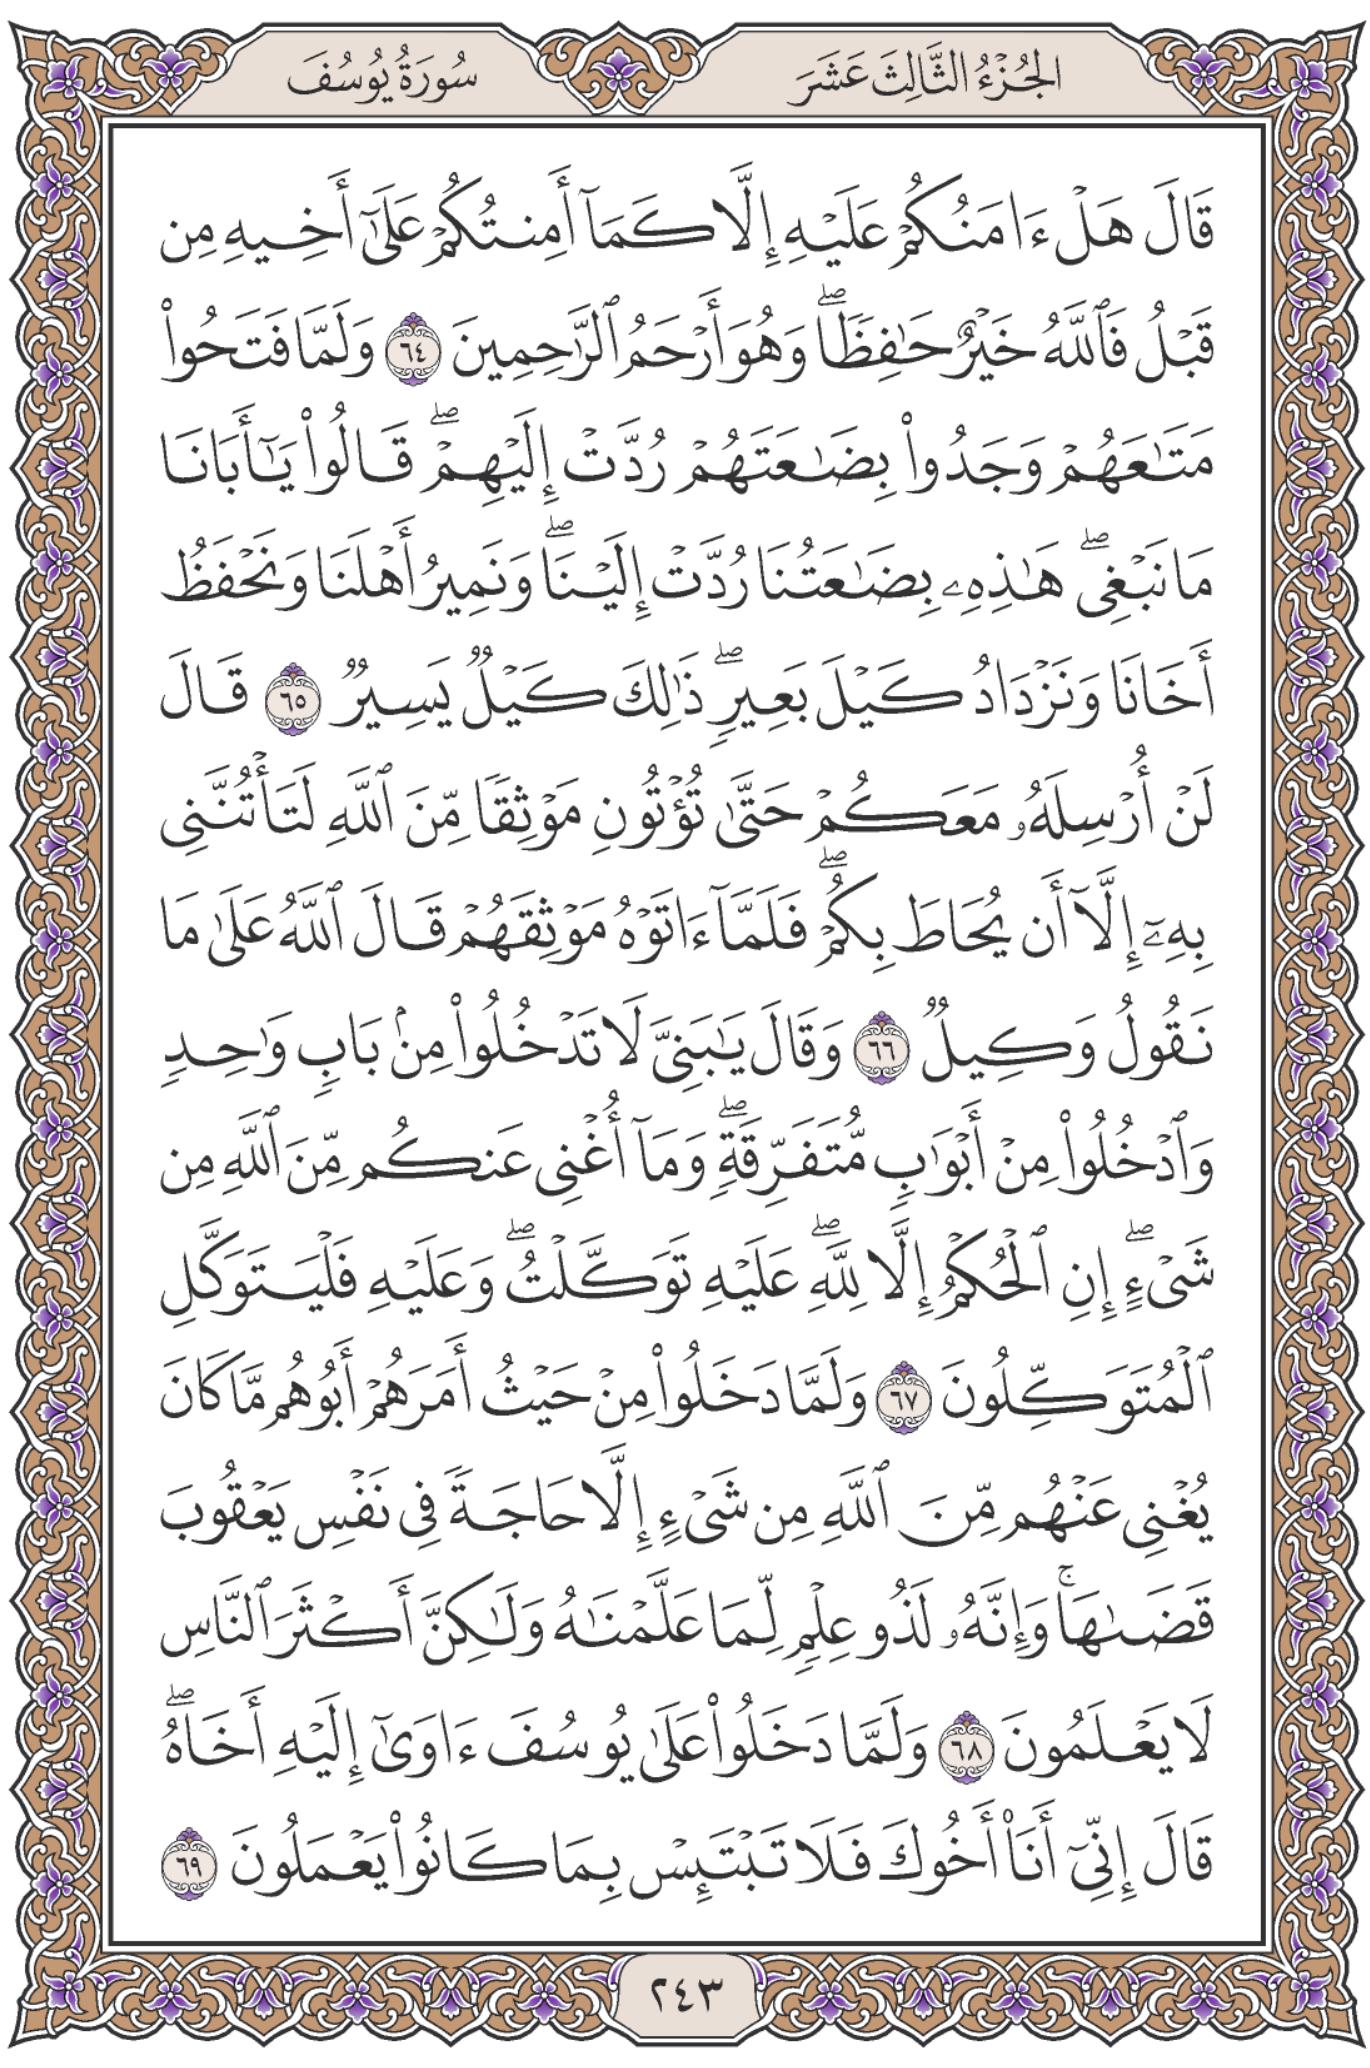 الجُزْءُ الثَّالِثَ عَشَرَ
سُورَةُ يُوسُفَ
قَالَ هَلْ ءَامَنُكُمْ عَلَيْهِ إِلَّا كَمَآ أَمِنتُكُمْ عَلَىٰٓ أَخِيهِ مِن
قَبْلُ فَٱللَّهُ خَيْرٌ حَـٰفِظًاۖ وَهُوَ أَرْحَمُ ٱلرَّٰحِمِينَ ٦٤ وَلَمَّا فَتَحُوا۟
مَتَـٰعَهُمْ وَجَدُوا۟ بِضَـٰعَتَهُمْ رُدَّتْ إِلَيْهِمْۖ قَالُوا۟ يَـٰٓأَبَانَا
مَا نَبْغِىۖ هَـٰذِهِۦ بِضَـٰعَتُنَا رُدَّتْ إِلَيْنَاۖ وَنَمِيرُ أَهْلَنَا وَنَحْفَظُ
أَخَانَا وَنَزْدَادُ كَيْلَ بَعِيرٍۖ ذَٰلِكَ كَيْلٌ يَسِيرٌ ٦٥ قَالَ
لَنْ أُرْسِلَهُۥ مَعَكُمْ حَتَّىٰ تُؤْتُونِ مَوْثِقًا مِّنَ ٱللَّهِ لَتَأْتُنَّنِى
بِهِۦٓ إِلَّآ أَن يُحَاطَ بِكُمْۖ فَلَمَّآ ءَاتَوْهُ مَوْثِقَهُمْ قَالَ ٱللَّهُ عَلَىٰ مَا
نَقُولُ وَكِيلٌ ٦٦ وَقَالَ يَـٰبَنِىَّ لَا تَدْخُلُوا۟ مِنۢ بَابٍ وَٰحِدٍ
وَٱدْخُلُوا۟ مِنْ أَبْوَٰبٍ مُّتَفَرِّقَةٍۖ وَمَآ أُغْنِى عَنكُم مِّنَ ٱللَّهِ مِن
شَىْءٍۖ إِنِ ٱلْحُكْمُ إِلَّا لِلَّهِۖ عَلَيْهِ تَوَكَّلْتُۖ وَعَلَيْهِ فَلْيَتَوَكَّلِ
ٱلْمُتَوَكِّلُونَ ٦٧ وَلَمَّا دَخَلُوا۟ مِنْ حَيْثُ أَمَرَهُمْ أَبُوهُم مَّا كَانَ
يُغْنِى عَنْهُم مِّنَ ٱللَّهِ مِن شَىْءٍ إِلَّا حَاجَةً فِى نَفْسِ يَعْقُوبَ
قَضَىٰهَاۚ وَإِنَّهُۥ لَذُو عِلْمٍ لِّمَا عَلَّمْنَـٰهُ وَلَـٰكِنَّ أَكْثَرَ ٱلنَّاسِ
لَا يَعْلَمُونَ ٦٨ وَلَمَّا دَخَلُوا۟ عَلَىٰ يُوسُفَ ءَاوَىٰٓ إِلَيْهِ أَخَاهُۖ
قَالَ إِنِّىٓ أَنَا۠ أَخُوكَ فَلَا تَبْتَئِسْ بِمَا كَانُوا۟ يَعْمَلُونَ ٦٩
٢٤٣